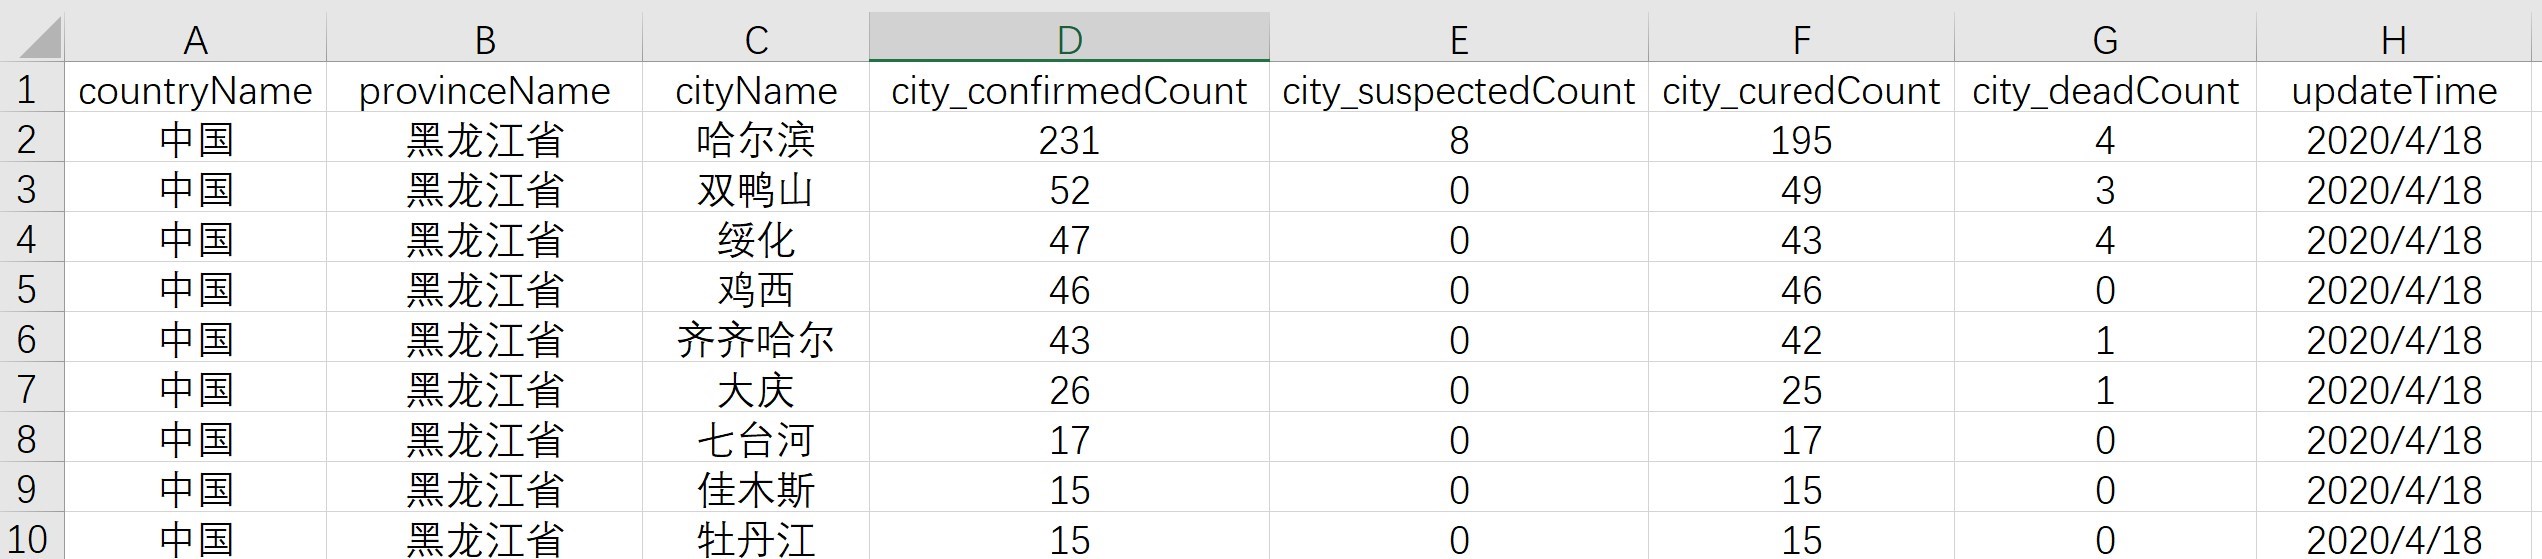 A B C D E F G H
1 countryName provinceName cityName city_confirmedCount city_suspectedCount city_curedCount city_deadCount updateTime
2 中国 黑龙江省 哈尔滨 231 8 195 4 2020/4/18
3 中国 黑龙江省 双鸭山 52 0 49 3 2020/4/18
4 中国 黑龙江省 绥化 47 0 43 4 2020/4/18
5 中国 黑龙江省 鸡西 46 0 46 0 2020/4/18
6 中国 黑龙江省 齐齐哈尔 43 0 42 1 2020/4/18
7 中国 黑龙江省 大庆 26 0 25 1 2020/4/18
8 中国 黑龙江省 七台河 17 0 17 0 2020/4/18
9 中国 黑龙江省 佳木斯 15 0 15 0 2020/4/18
10 中国 黑龙江省 牡丹江 15 0 15 0 2020/4/18